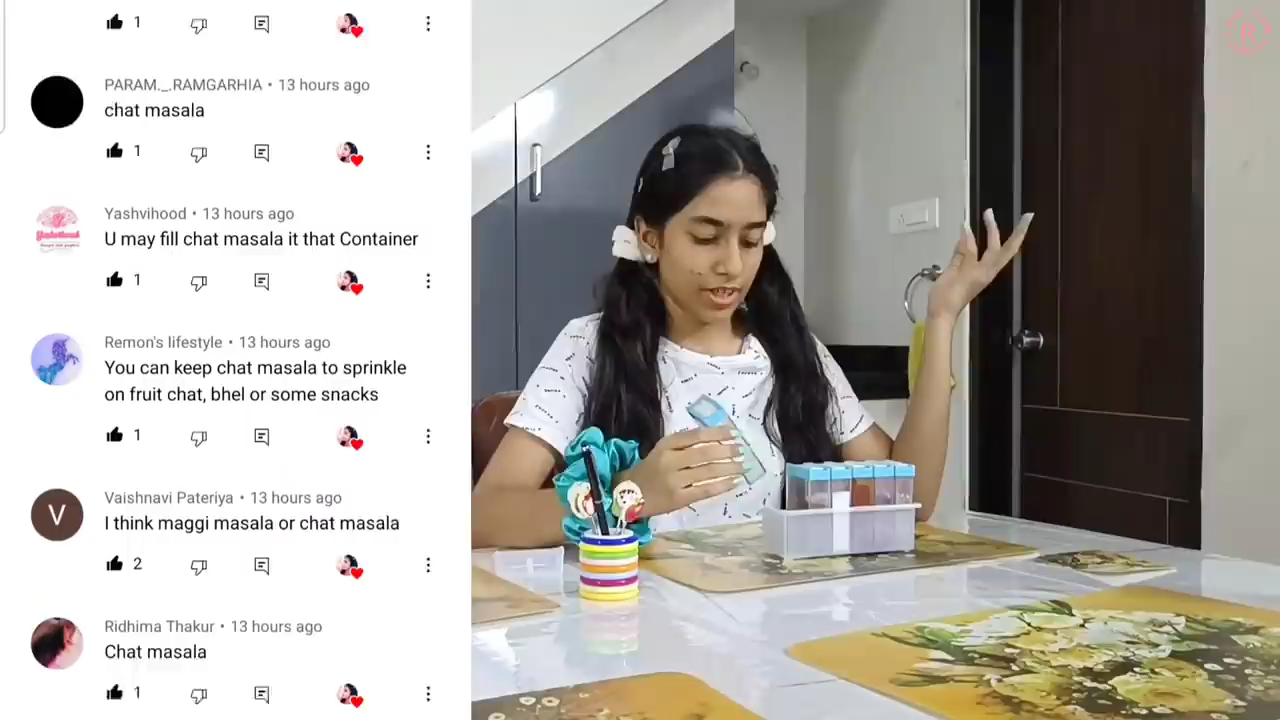 1
PARAM._.RAMGARHIA • 13 hours ago
chat masala
1
Yashvihood • 13 hours ago
U may fill chat masala it that Container
1
Remon's lifestyle • 13 hours ago
You can keep chat masala to sprinkle
on fruit chat, bhel or some snacks
1
V
Vaishnavi Pateriya • 13 hours ago
I think maggi masala or chat masala
2
Ridhima Thakur • 13 hours ago
Chat masala
1
R